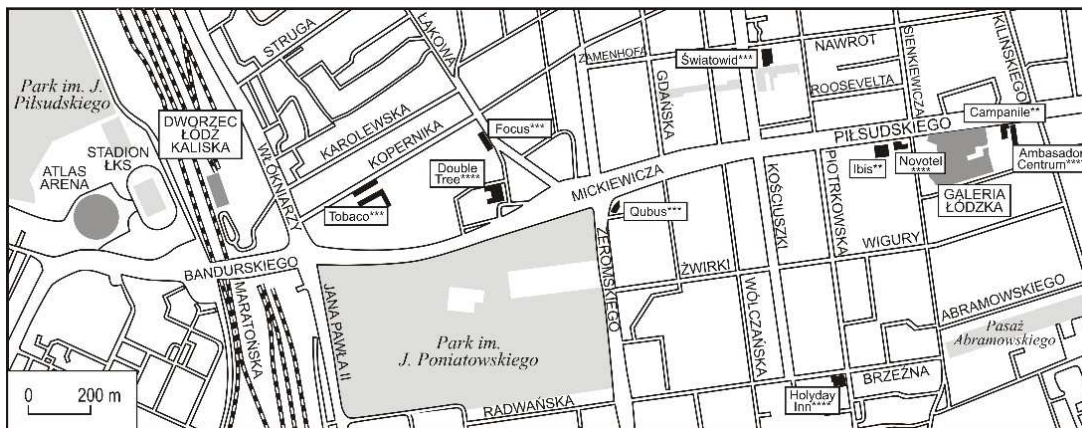 Park im. J.
Piłsudskiego
DWORZEC
ŁÓDŹ
KALISKA
STADION
ŁKS
ATLAS
ARENA
STRUGA
ŁĄKOWA
WŁÓKNIARZY
KAROLEWSKA
KOPERNIKA
Focus***
Double
Tree****
Tobaco***
BANDURSKIEGO
MARATOŃSKA
JANA PAWŁA II
0 200 m
Park im.
J. Poniatowskiego
RADWAŃSKA
MICKIEWICZA
Qubus***
ŻEROMSKIEGO
ŻWIRKI
ZAMENHOFA
GDAŃSKA
Światowid***
NAWROT
ROOSEVELTA
SIENKIEWICZA
KILIŃSKIEGO
PIŁSUDSKIEGO
Campanile**
Ibis**
Novotel
****
Ambasador
Centrum****
GALERIA
ŁÓDZKA
KOŚCIUSZKI
PIOTRKOWSKA
WIGURY
WÓLCZAŃSKA
ABRAMOWSKIEGO
Pasaż
Abramowskiego
BRZEŹNA
Holyday
Inn****